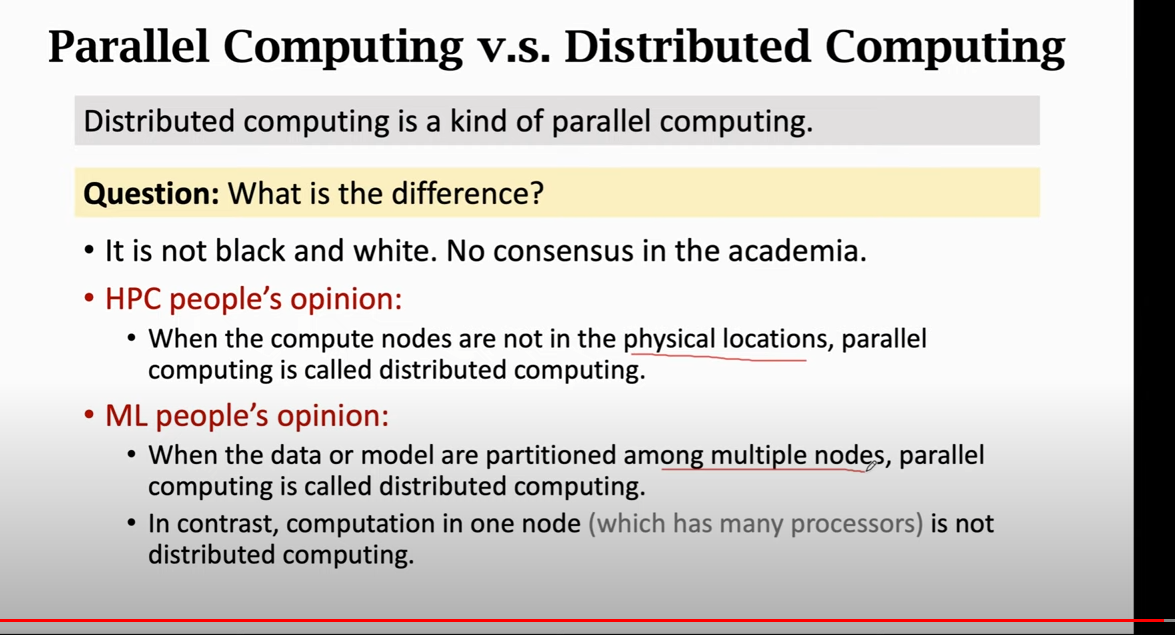 Parallel Computing v.s. Distributed Computing
Distributed computing is a kind of parallel computing.
Question: What is the difference?
• It is not black and white. No consensus in the academia.
• HPC people’s opinion:
• When the compute nodes are not in the physical locations, parallel
computing is called distributed computing.
• ML people’s opinion:
• When the data or model are partitioned among multiple nodes, parallel
computing is called distributed computing.
• In contrast, computation in one node (which has many processors) is not
distributed computing.